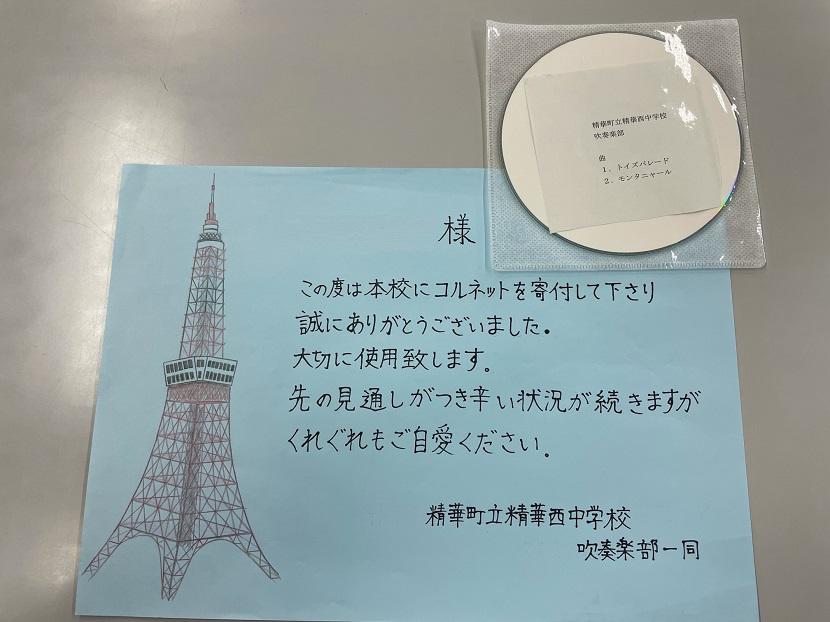 精華町立精華西中学校
吹奏楽部
曲
1．トイズパレード
2．モンタニャール
様
この度は本校にコルネットを寄付して下さり
誠にありがとうございました。
大切に使用致します。
先の見通しがつき辛い状況が続きますが
くれぐれもご自愛ください。
精華町立精華西中学校
吹奏楽部一同